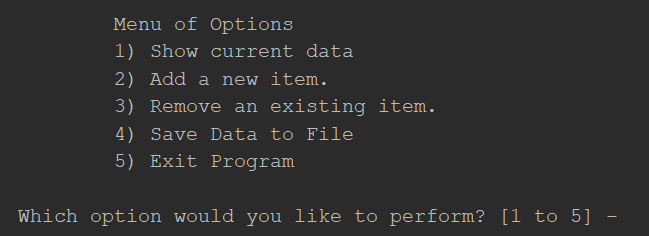 Menu of Options
1) Show current data
2) Add a new item.
3) Remove an existing item.
4) Save Data to File
5) Exit Program
Which option would you like to perform? [1 to 5] -